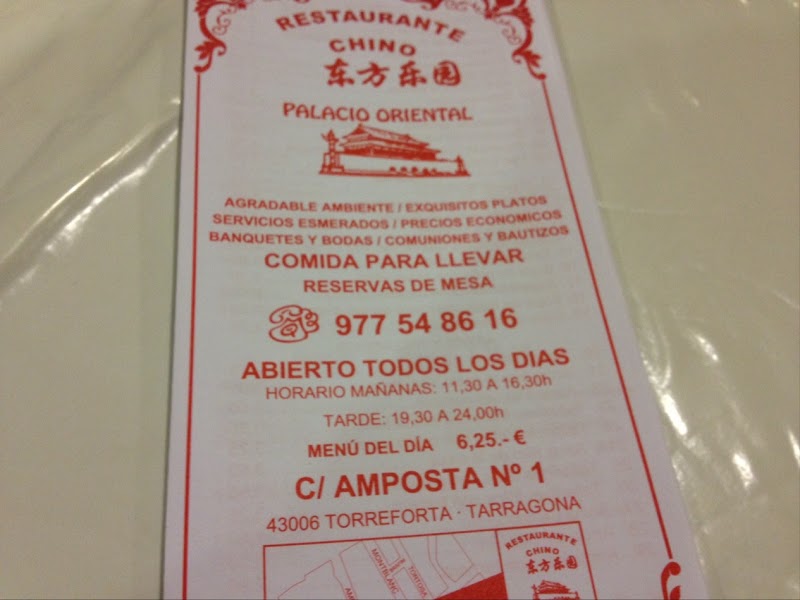 RESTAURANTE
CHINO
东方乐园
PALACIO ORIENTAL
AGRADABLE AMBIENTE / EXQUISITOS PLATOS
SERVICIOS ESMERADOS / PRECIOS ECONOMICOS
BANQUETES Y BODAS / COMUNIONES Y BAUTIZOS
COMIDA PARA LLEVAR
RESERVAS DE MESA
977 54 86 16
ABIERTO TODOS LOS DIAS
HORARIO MAÑANAS: 11,30 A 16,30h
TARDE: 19,30 A 24,00h
MENÚ DEL DÍA 6,25.- €
C/ AMPOSTA Nº 1
43006 TORREFORTA · TARRAGONA
RESTAURANTE
CHINO
东方乐园
MONTBLANC
TORTOSA